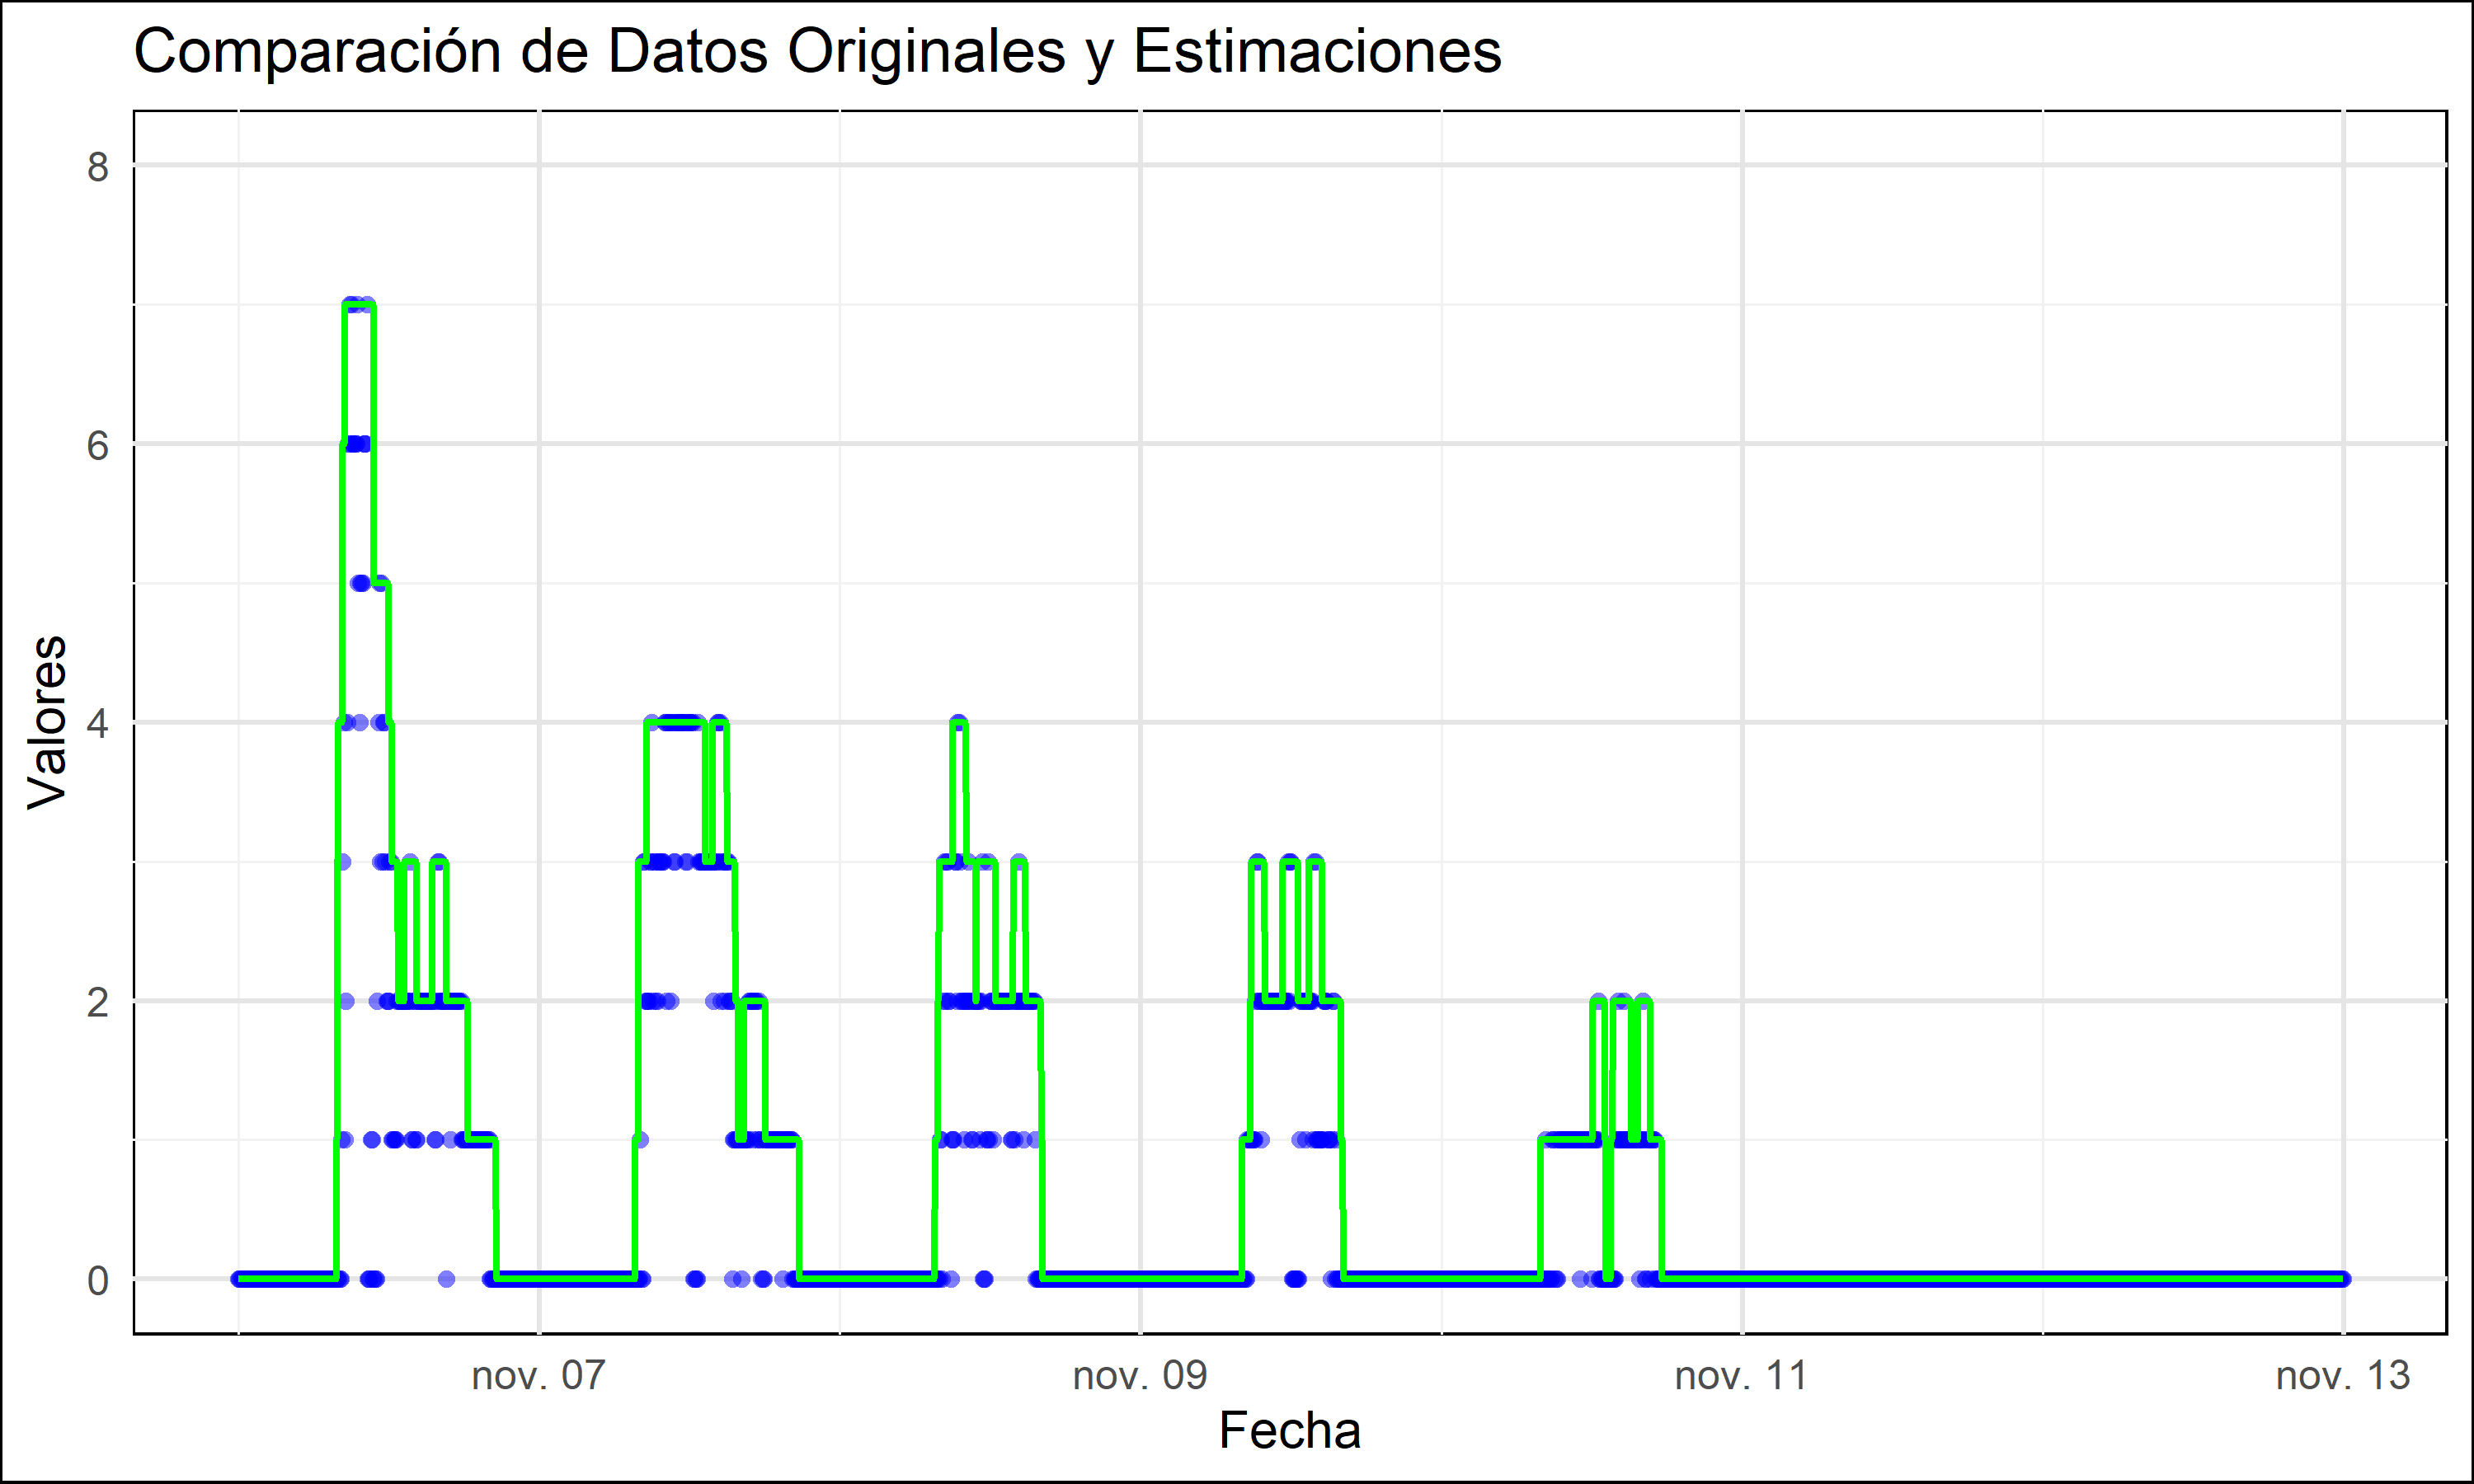 Comparación de Datos Originales y Estimaciones
8
6
4
2
0
Valores
nov. 07
nov. 09
nov. 11
nov. 13
Fecha